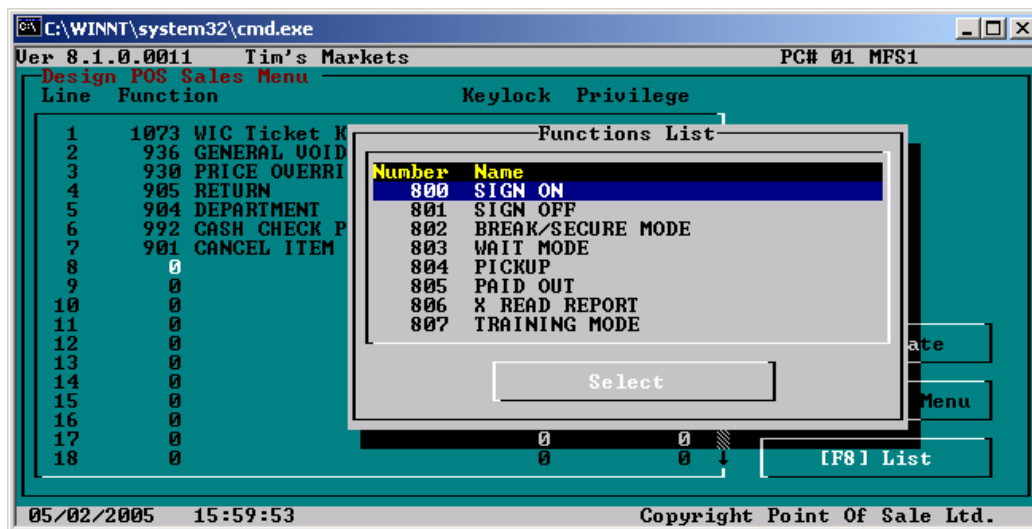 C:\WINNT\system32\cmd.exe
Ver 8.1.0.0011 Tim's Markets PC# 01 MFS1
Design POS Sales Menu
Line Function Keylock Privilege
Functions List
Number Name
800 SIGN ON
801 SIGN OFF
802 BREAK/SECURE MODE
803 WAIT MODE
804 PICKUP
805 PAID OUT
806 X READ REPORT
807 TRAINING MODE
Select
1 1073 WIC Ticket K
2 936 GENERAL VOID
3 930 PRICE OVERRI
4 905 RETURN
5 904 DEPARTMENT
6 992 CASH CHECK P
7 901 CANCEL ITEM
8 0
9 0
10 0
11 0
12 0
13 0
14 0
15 0
16 0
17 0 0 0
18 0 0 0
ate
Menu
[F8] List
05/02/2005 15:59:53 Copyright Point Of Sale Ltd.